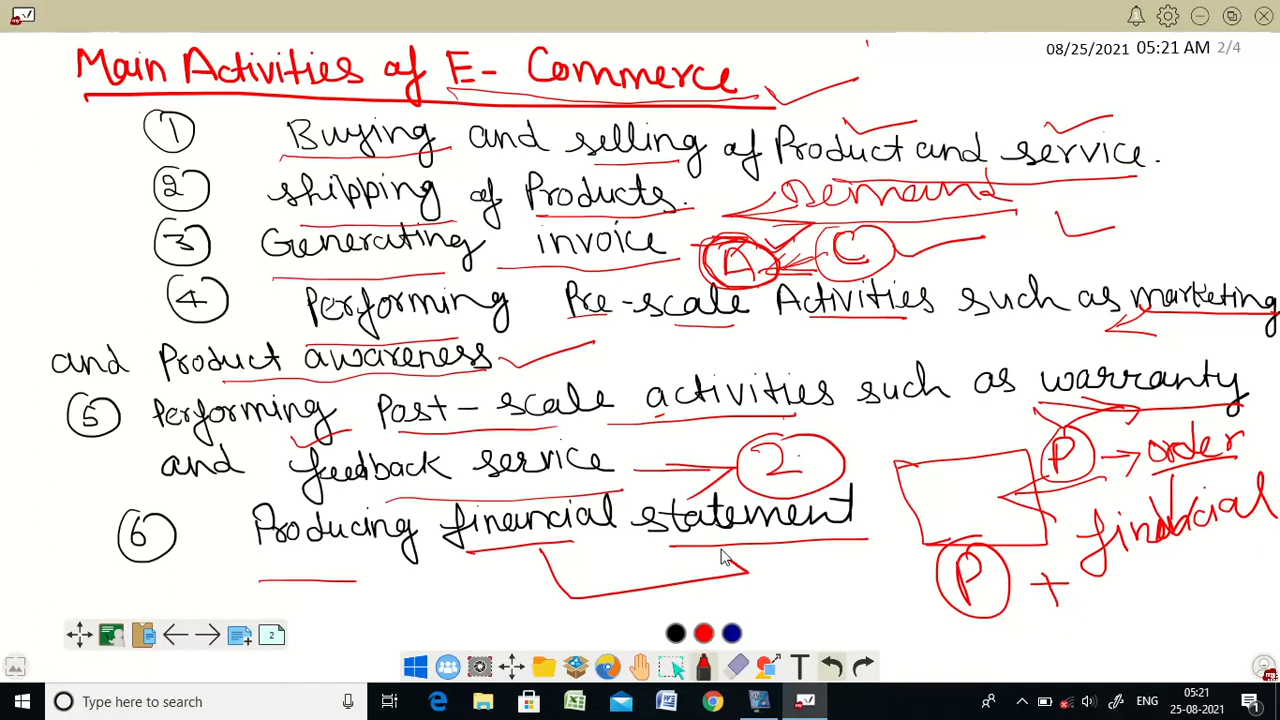 08/25/2021 05:21 AM 2/4
Main Activities of E- Commerce
1 Buying and selling of Product and service.
2 shipping of Products.
demand
3 Generating invoice
C
4 Performing Pre-scale Activities such as marketing
and Product awareness
5 Performing Post-scale activities such as warranty
and feedback service 2
P → order
6 Producing financial statement
financial
P +
2
T
Type here to search
ENG
05:21
25-08-2021